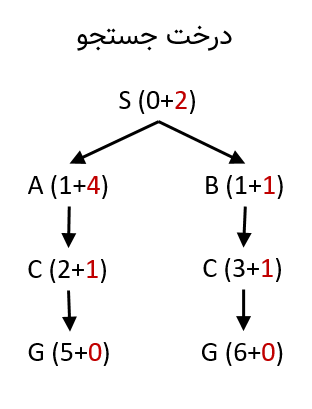 درخت جستجو
S (0+2)
A (1+4) B (1+1)
C (2+1) C (3+1)
G (5+0) G (6+0)